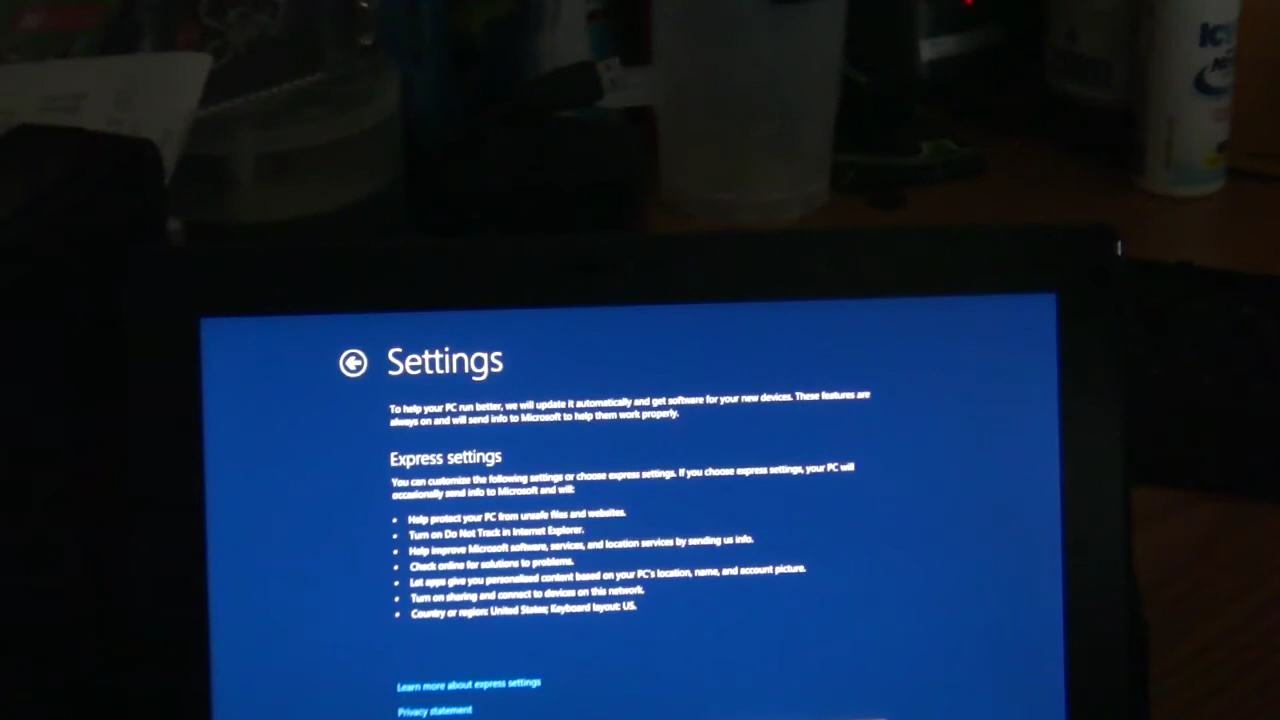 Settings
To help your PC run better, we will update it automatically and get software for your new devices. These features are
always on and will send info to Microsoft to help them work properly.
Express settings
You can customize the following settings or choose express settings. If you choose express settings, your PC will
occasionally send info to Microsoft and will:
• Help protect your PC from unsafe files and websites.
• Turn on Do Not Track in Internet Explorer.
• Help improve Microsoft software, services, and location services by sending us info.
• Check online for solutions to problems.
• Let apps give you personalized content based on your PC's location, name, and account picture.
• Turn on sharing and connect to devices on this network.
• Country or region: United States; Keyboard layout: US.
Learn more about express settings
Privacy statement